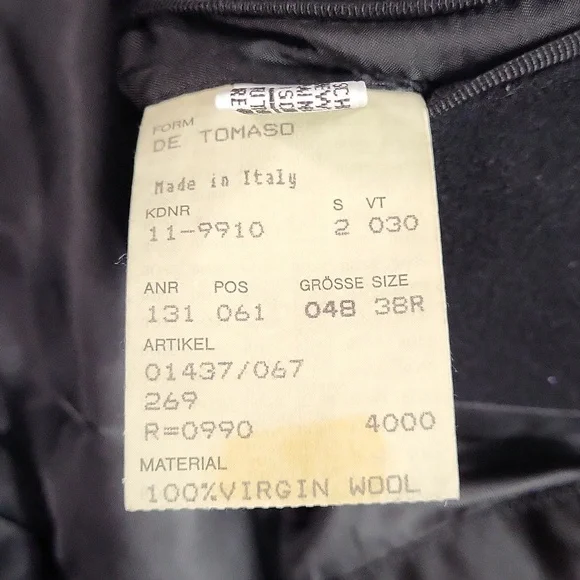 FORM
DE TOMASO
Made in Italy
KDNR S VT
11-9910 2 030
ANR POS GRÖSSE SIZE
131 061 048 38R
ARTIKEL
01437/067
269
R=0990 4000
MATERIAL
100%VIRGIN WOOL